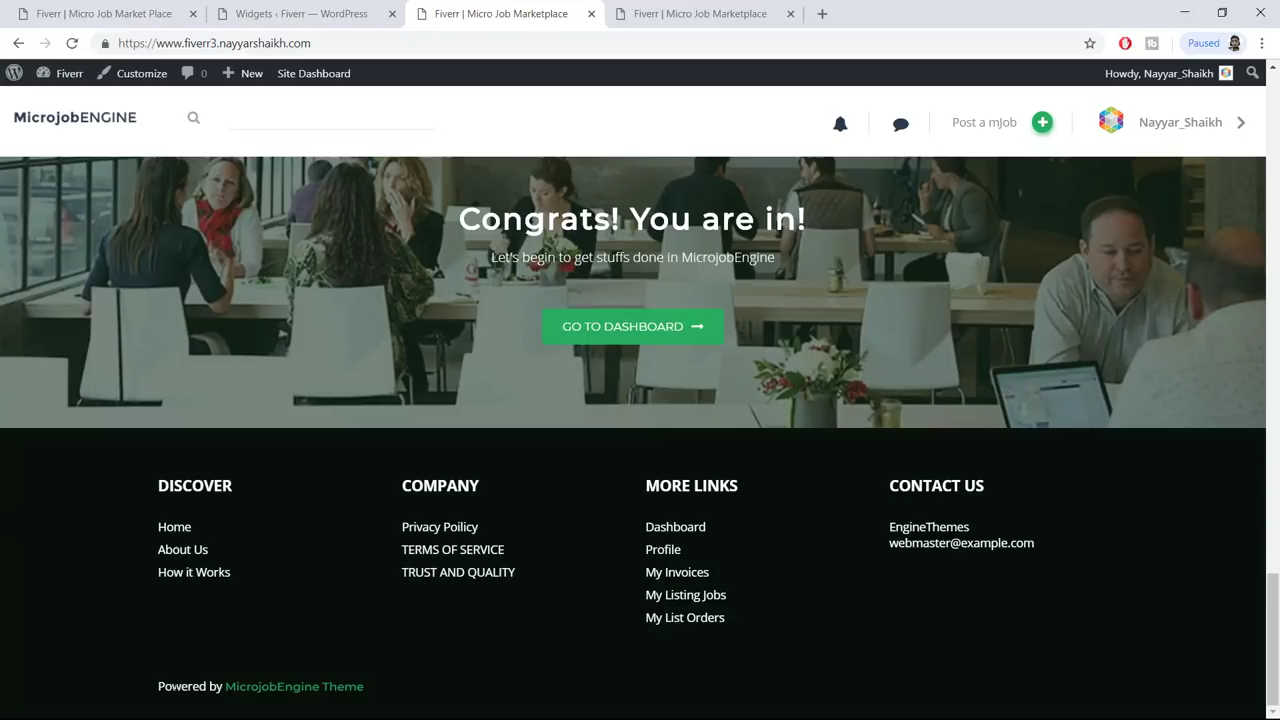 Fiverr | Micro Job Market Place
Widgets ‹ Fiverr — WordPress
Fiverr | Micro Job Marketplace
Fiverr | Micro Job Marketplace
https://www.fiverr3.nayyarshaikh.com
Paused
Fiverr
Customize
0
New
Site Dashboard
Howdy, Nayyar_Shaikh
MicrojobENGINE
Post a mJob
Nayyar_Shaikh
Congrats! You are in!
Let's begin to get stuffs done in MicrojobEngine
GO TO DASHBOARD
DISCOVER
Home
About Us
How it Works
COMPANY
Privacy Poilicy
TERMS OF SERVICE
TRUST AND QUALITY
MORE LINKS
Dashboard
Profile
My Invoices
My Listing Jobs
My List Orders
CONTACT US
EngineThemes
webmaster@example.com
Powered by MicrojobEngine Theme